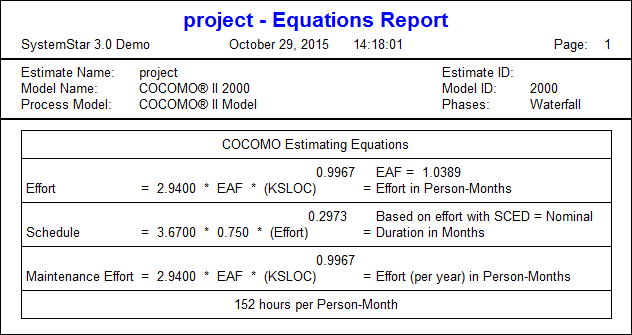 project - Equations Report
SystemStar 3.0 Demo October 29, 2015 14:18:01 Page: 1
Estimate Name: project Estimate ID:
Model Name: COCOMO® II 2000 Model ID: 2000
Process Model: COCOMO® II Model Phases: Waterfall
COCOMO Estimating Equations
0.9967 EAF = 1.0389
Effort = 2.9400 * EAF * (KSLOC) = Effort in Person-Months
0.2973 Based on effort with SCED = Nominal
Schedule = 3.6700 * 0.750 * (Effort) = Duration in Months
0.9967
Maintenance Effort = 2.9400 * EAF * (KSLOC) = Effort (per year) in Person-Months
152 hours per Person-Month